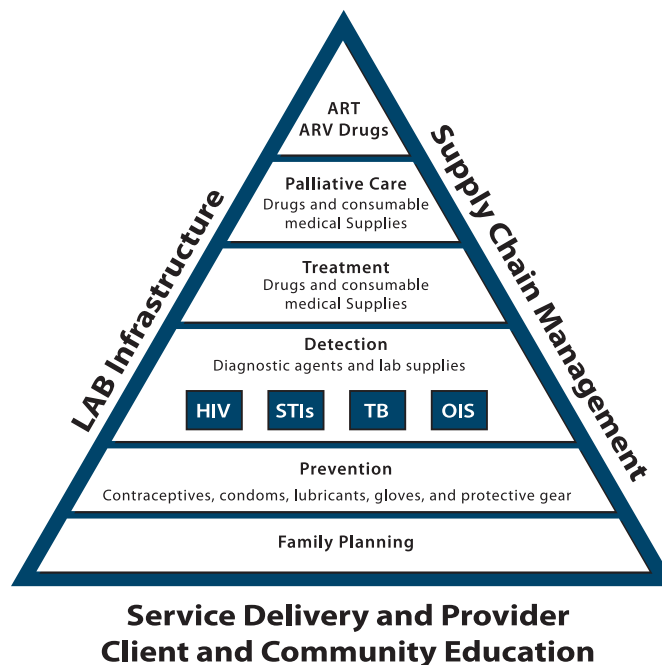 ART
ARV Drugs
Palliative Care
Drugs and consumable
medical Supplies
Treatment
Drugs and consumable
medical Supplies
Detection
Diagnostic agents and lab supplies
HIV STIs TB OIS
Prevention
Contraceptives, condoms, lubricants, gloves, and protective gear
Family Planning
LAB Infrastructure
Supply Chain Management
Service Delivery and Provider
Client and Community Education